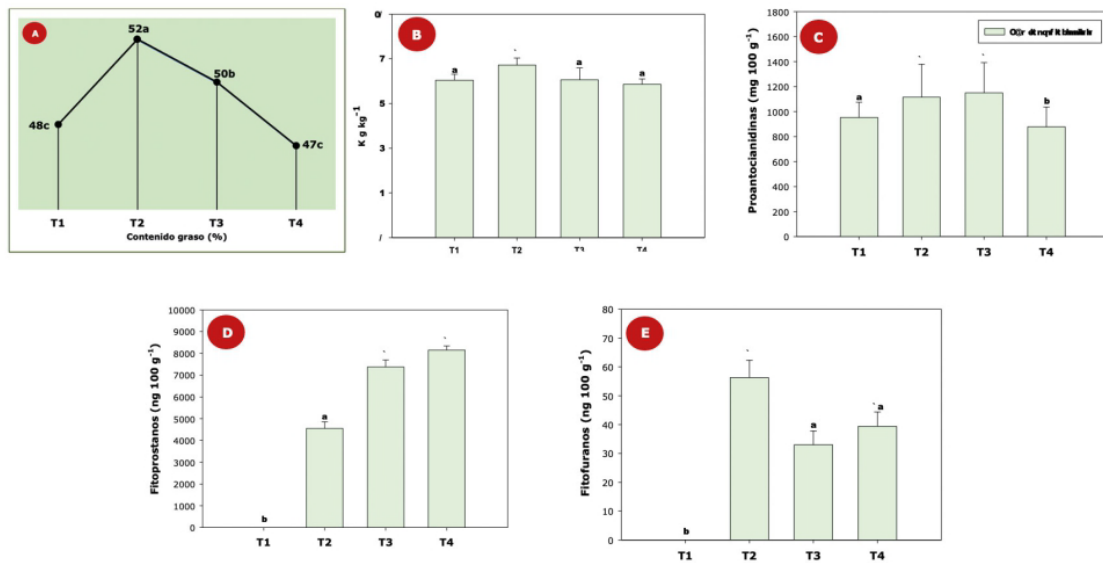 A
52a
50b
48c
47c
T1 T2 T3 T4
Contenido graso (%)
B
7
5
3
1
K g kg-1
a a a
T1 T2 T3 T4
C
1800
1600
1400
1200
1000
800
600
400
200
0
Proantocianidinas (mg 100 g-1)
a b
T1 T2 T3 T4
D
10000
9000
8000
7000
6000
5000
4000
3000
2000
1000
0
Fitoprostanos (ng 100 g-1)
a
b
T1 T2 T3 T4
E
80
70
60
50
40
30
20
10
0
Fitofuranos (ng 100 g-1)
a a
b
T1 T2 T3 T4